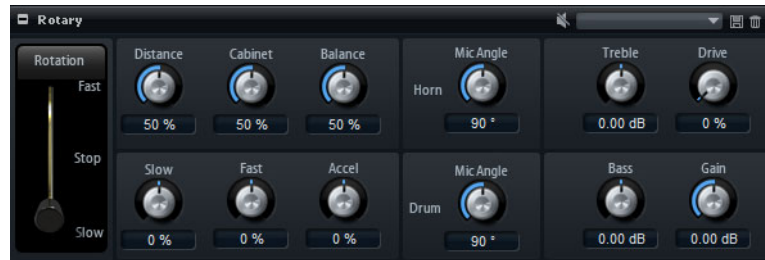 Rotary
Rotation
Fast
Stop
Slow
Distance Cabinet Balance
50 % 50 % 50 %
Slow Fast Accel
0 % 0 % 0 %
Horn
Mic Angle
90 °
Drum
Mic Angle
90 °
Treble Drive
0.00 dB 0 %
Bass Gain
0.00 dB 0.00 dB